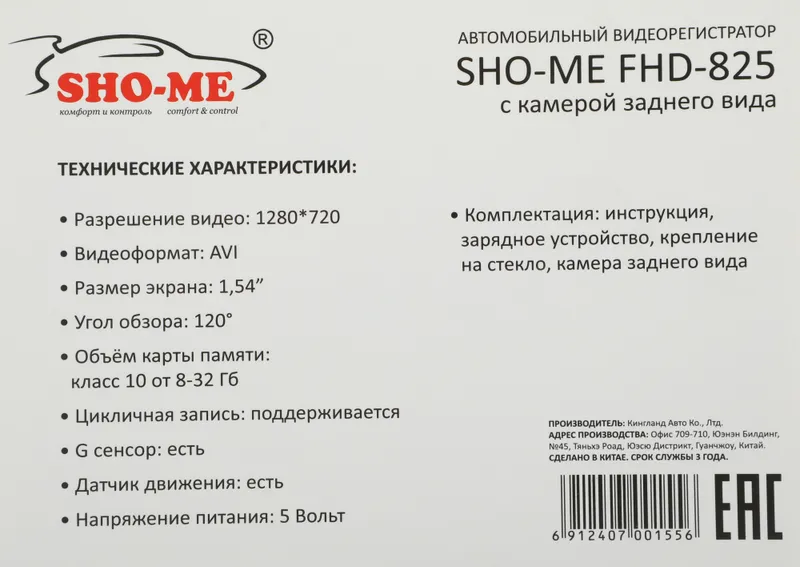 SHO-ME ®
комфорт и контроль comfort & control
АВТОМОБИЛЬНЫЙ ВИДЕОРЕГИСТРАТОР
SHO-ME FHD-825
с камерой заднего вида
ТЕХНИЧЕСКИЕ ХАРАКТЕРИСТИКИ:
• Разрешение видео: 1280*720
• Видеоформат: AVI
• Размер экрана: 1,54”
• Угол обзора: 120°
• Объём карты памяти:
класс 10 от 8-32 Гб
• Цикличная запись: поддерживается
• G сенсор: есть
• Датчик движения: есть
• Напряжение питания: 5 Вольт
• Комплектация: инструкция,
зарядное устройство, крепление
на стекло, камера заднего вида
ПРОИЗВОДИТЕЛЬ: Кингланд Авто Ко., Лтд.
АДРЕС ПРОИЗВОДСТВА: Офис 709-710, Юэнэн Билдинг,
№45, Тяньхэ Роад, Юэсю Дистрикт, Гуанчжоу, Китай.
СДЕЛАНО В КИТАЕ. СРОК СЛУЖБЫ 3 ГОДА.
6 912407 001556
EAC